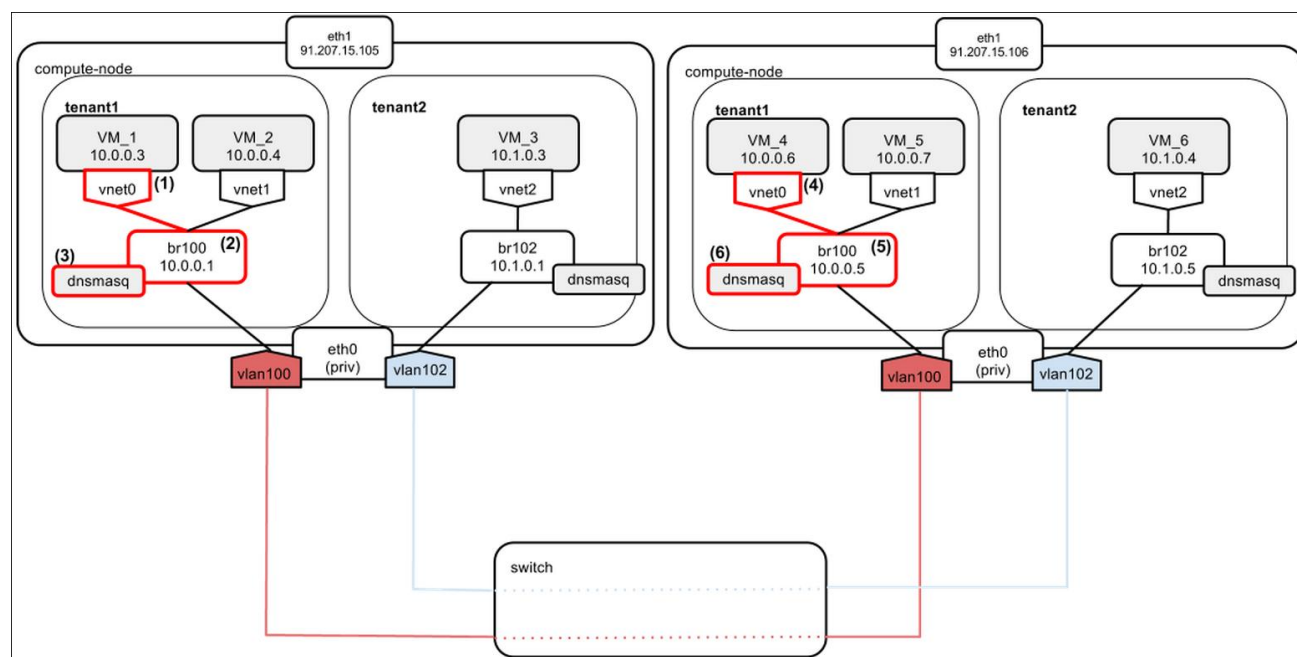 eth1
91.207.15.105
compute-node
tenant1
VM_1
10.0.0.3
VM_2
10.0.0.4
vnet0
(1)
vnet1
(3)
br100
(2)
10.0.0.1
dnsmasq
tenant2
VM_3
10.1.0.3
vnet2
br102
10.1.0.1
dnsmasq
vlan100
eth0
(priv)
vlan102
eth1
91.207.15.106
compute-node
tenant1
VM_4
10.0.0.6
VM_5
10.0.0.7
vnet0
(4)
vnet1
(6)
br100
(5)
10.0.0.5
dnsmasq
tenant2
VM_6
10.1.0.4
vnet2
br102
10.1.0.5
dnsmasq
vlan100
eth0
(priv)
vlan102
switch